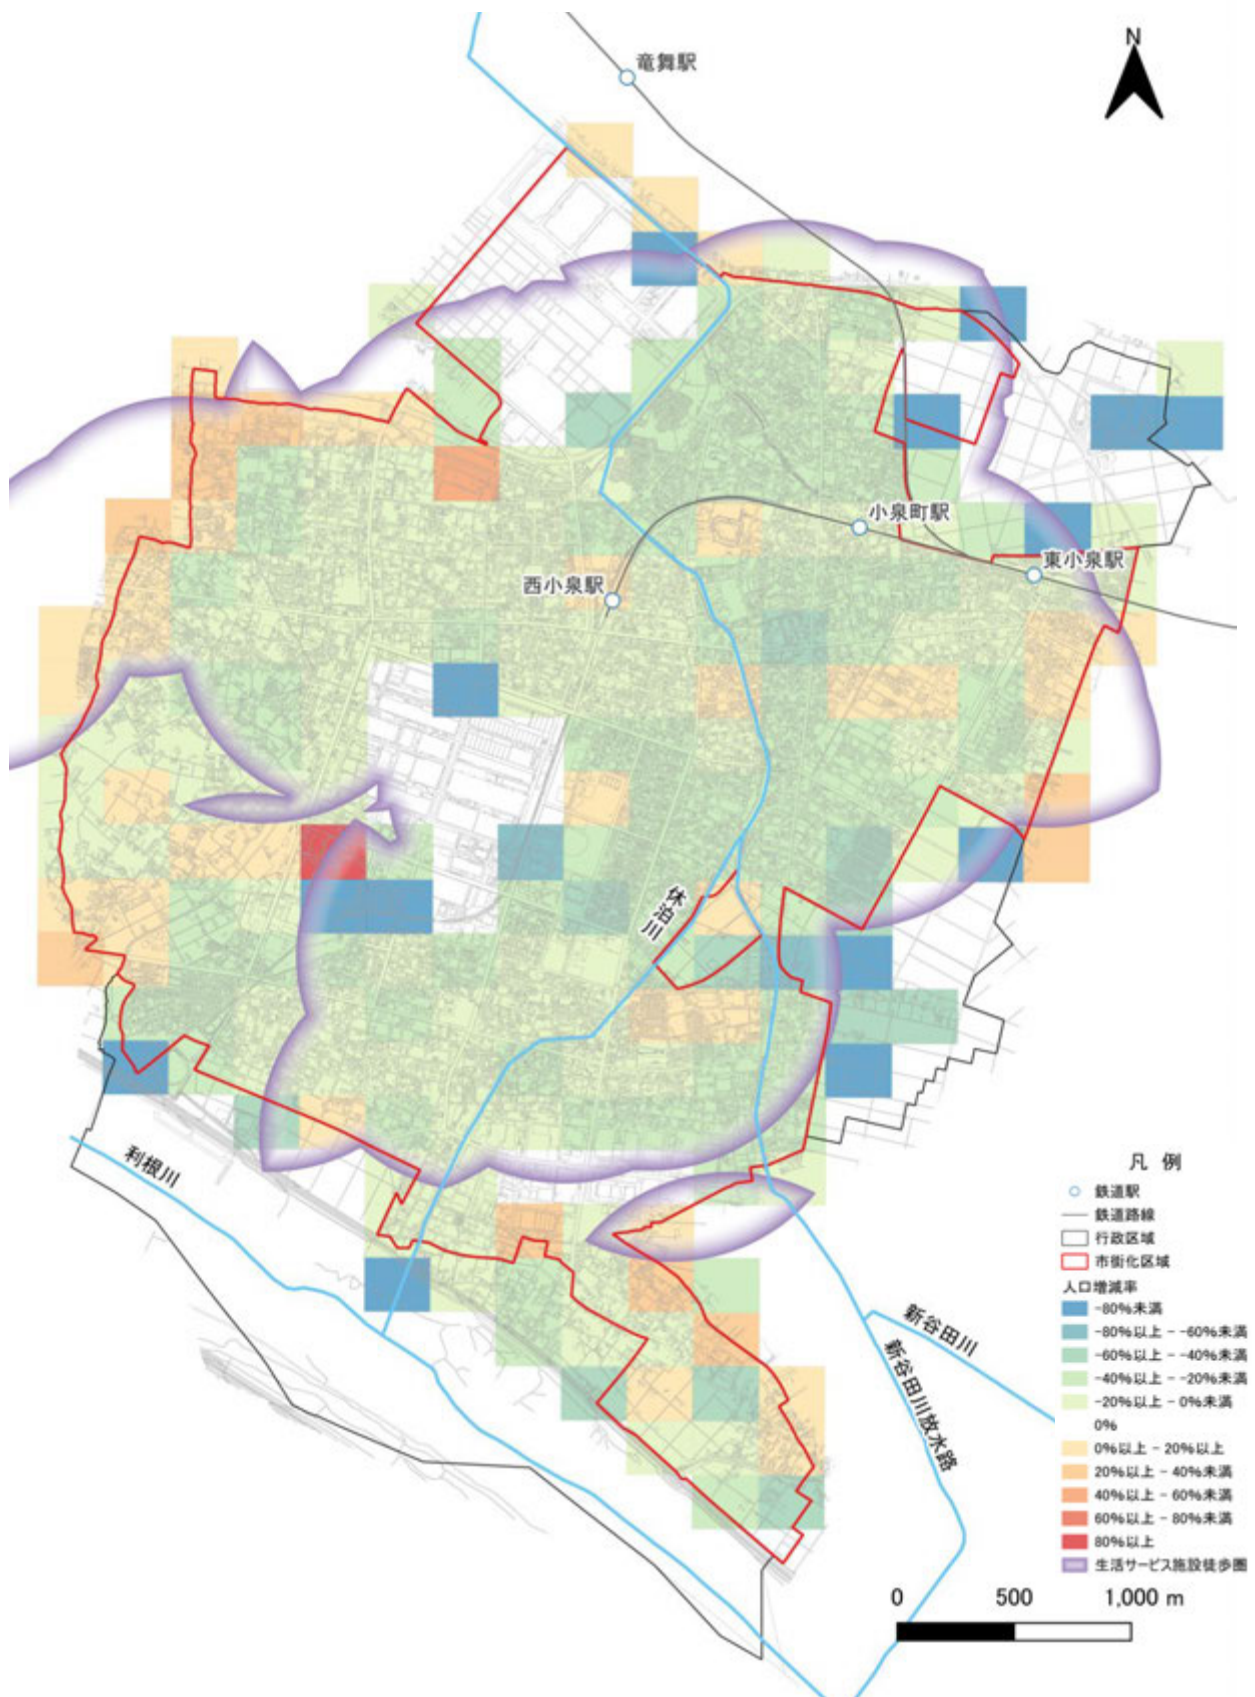 N
竜舞駅
小泉町駅
東小泉駅
西小泉駅
休泊川
利根川
新谷田川
新谷田川放水路
凡 例
鉄道駅
鉄道路線
行政区域
市街化区域
人口増減率
-80%未満
-80%以上 - -60%未満
-60%以上 - -40%未満
-40%以上 - -20%未満
-20%以上 - 0%未満
0%
0%以上 - 20%以上
20%以上 - 40%未満
40%以上 - 60%未満
60%以上 - 80%未満
80%以上
生活サービス施設徒歩圏
0 500 1,000 m